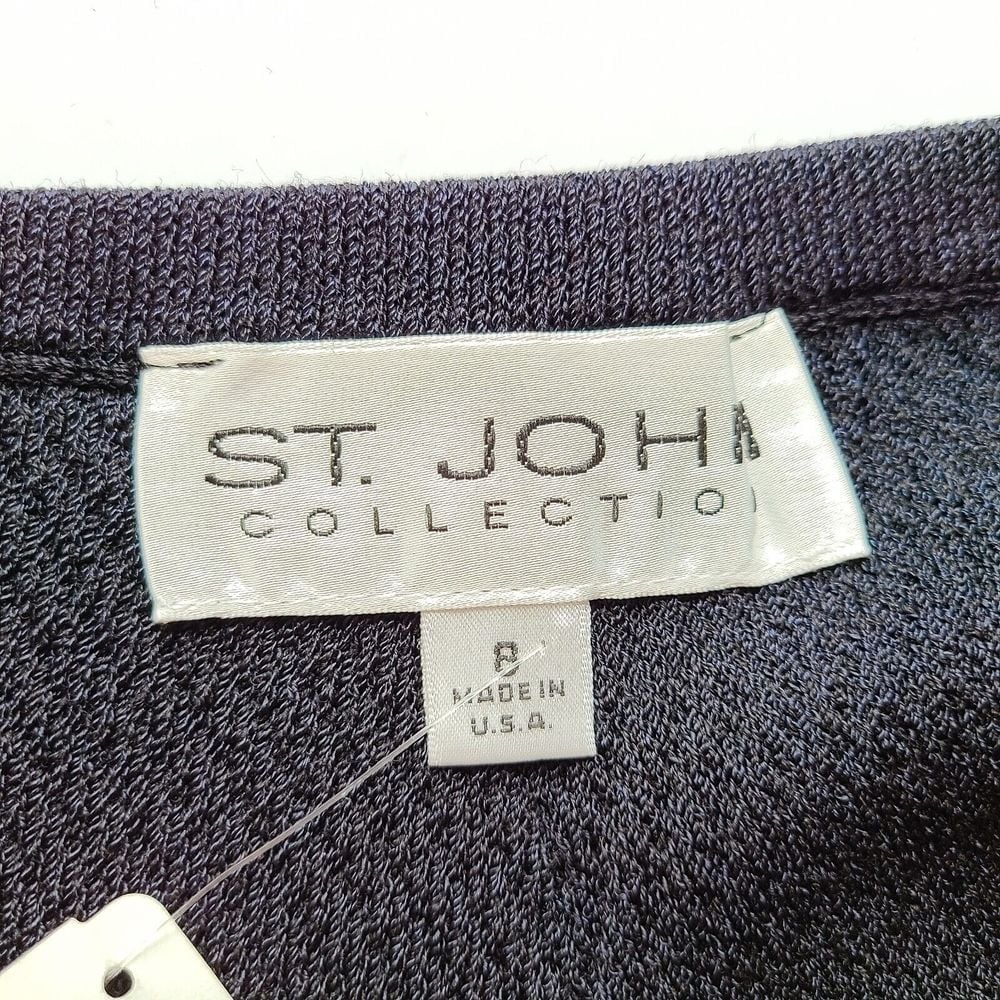 ST. JOHN
COLLECTION
8
MADE IN
U.S.A.